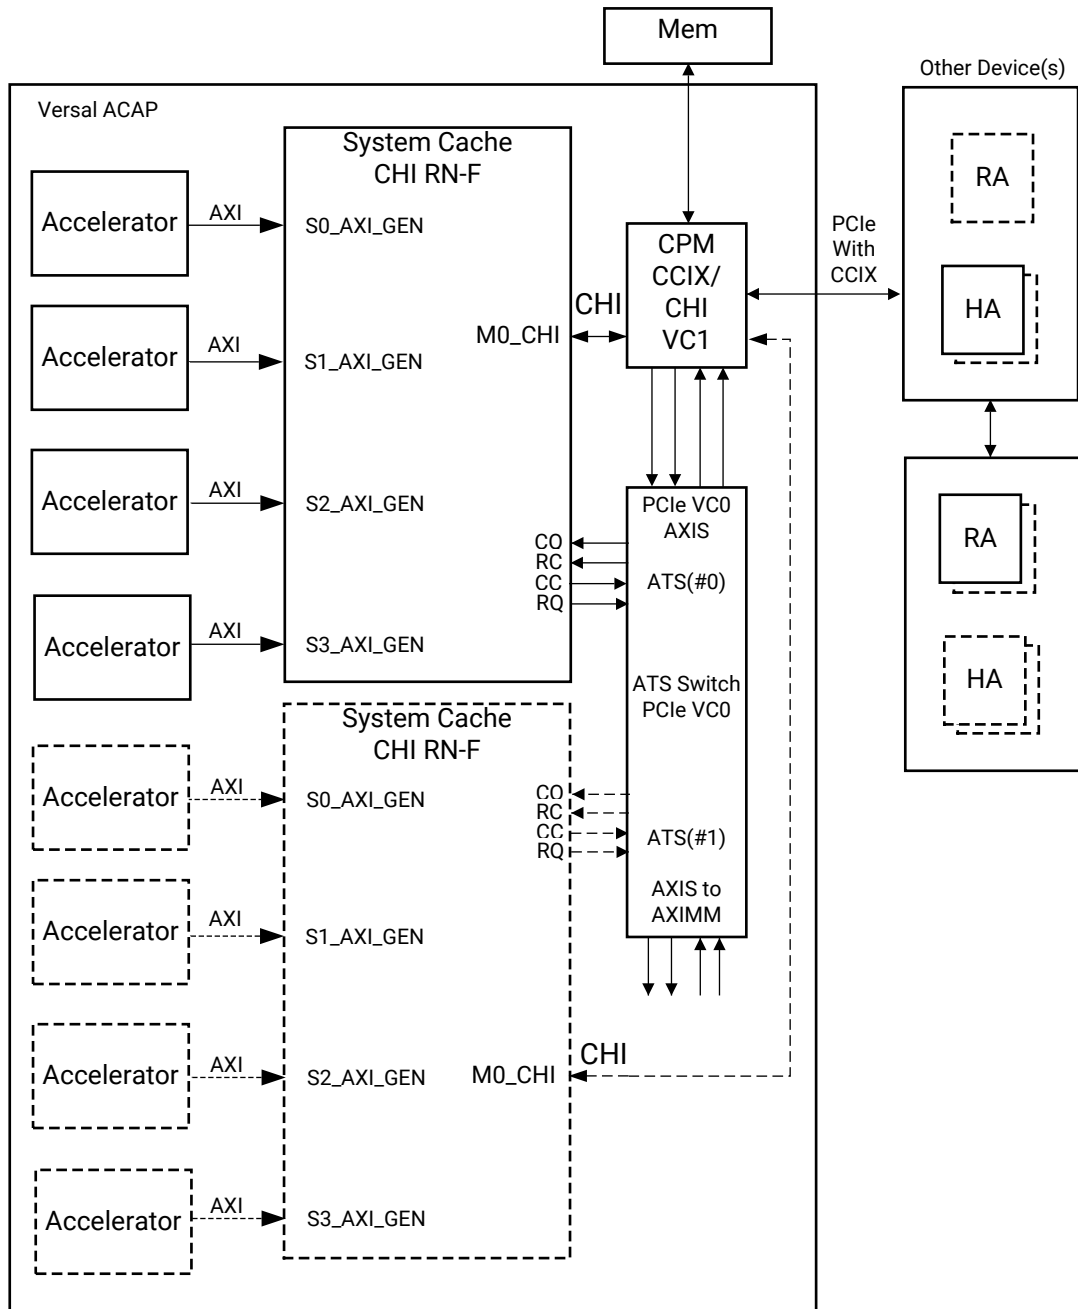 Mem
Other Device(s)
Versal ACAP
System Cache
CHI RN-F
Accelerator
AXI
S0_AXI_GEN
Accelerator
AXI
S1_AXI_GEN
Accelerator
AXI
S2_AXI_GEN
Accelerator
AXI
S3_AXI_GEN
M0_CHI
CHI
CQ
RC
CC
RQ
CPM
CCIX/
CHI
VC1
PCIe
With
CCIX
RA
HA
RA
HA
PCIe VC0
AXIS
ATS(#0)
ATS Switch
PCIe VC0
ATS(#1)
AXIS to
AXIMM
System Cache
CHI RN-F
Accelerator
AXI
S0_AXI_GEN
Accelerator
AXI
S1_AXI_GEN
Accelerator
AXI
S2_AXI_GEN
Accelerator
AXI
S3_AXI_GEN
CQ
RC
CC
RQ
M0_CHI
CHI